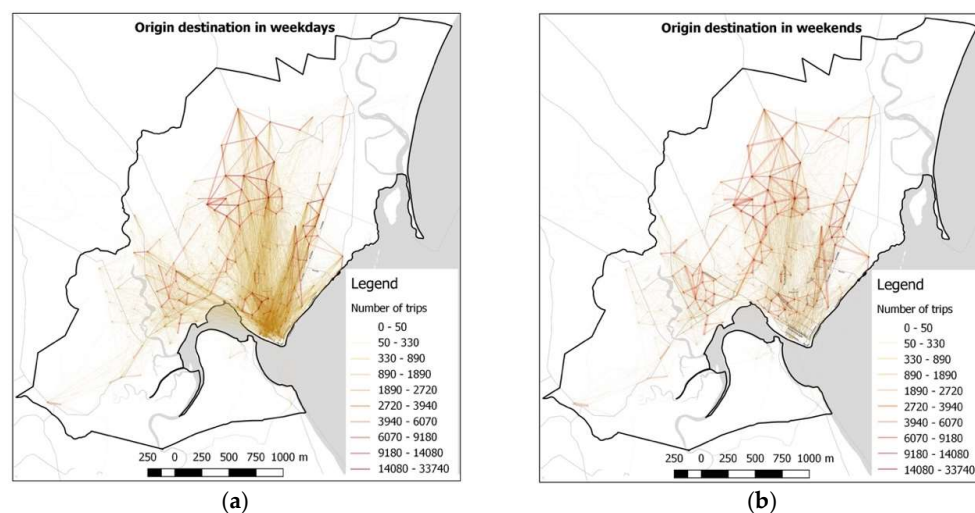 Origin destination in weekdays
Legend
Number of trips
0 - 50
50 - 330
330 - 890
890 - 1890
1890 - 2720
2720 - 3940
3940 - 6070
6070 - 9180
9180 - 14080
14080 - 33740
250 0 250 500 750 1000 m
(a)
Origin destination in weekends
Legend
Number of trips
0 - 50
50 - 330
330 - 890
890 - 1890
1890 - 2720
2720 - 3940
3940 - 6070
6070 - 9180
9180 - 14080
14080 - 33740
250 0 250 500 750 1000 m
(b)